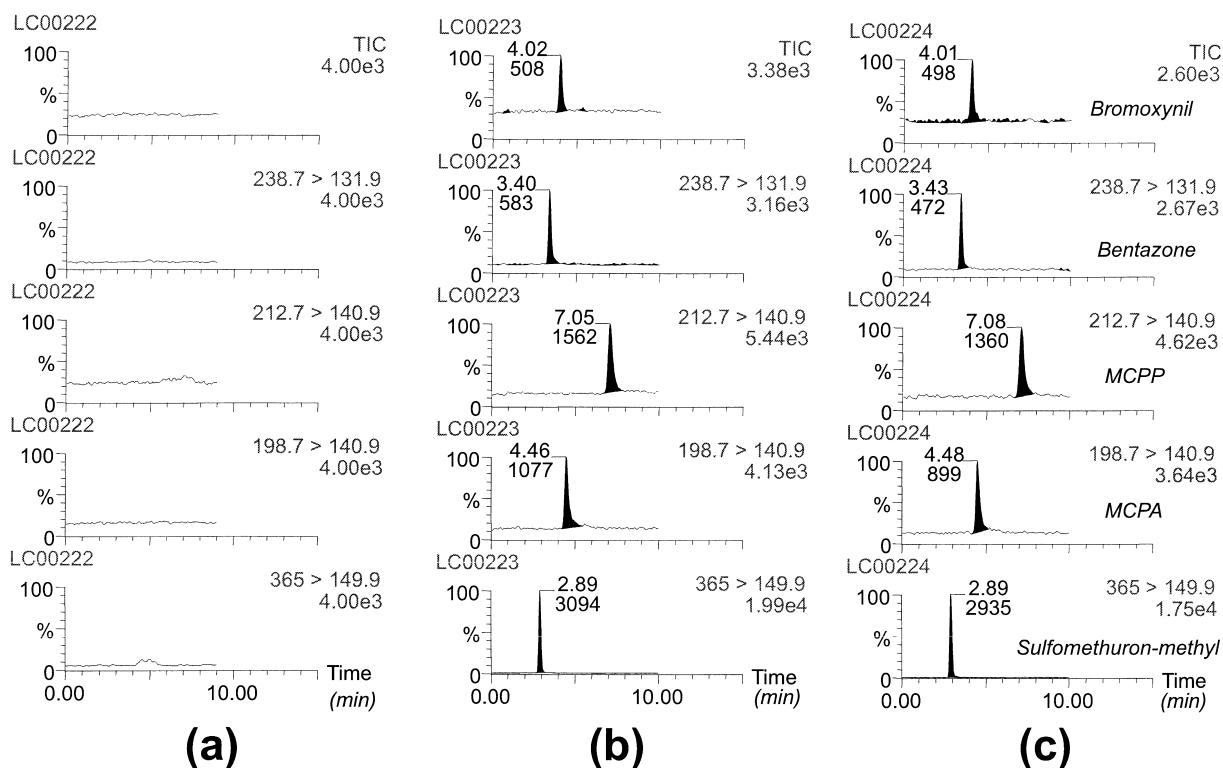 LC00222
TIC
4.00e3
100
%
0
LC00222
238.7 > 131.9
4.00e3
100
%
0
LC00222
212.7 > 140.9
4.00e3
100
%
0
LC00222
198.7 > 140.9
4.00e3
100
%
0
LC00222
365 > 149.9
4.00e3
100
%
0
0.00
10.00
Time
(min)
(a)
LC00223
4.02
508
TIC
3.38e3
100
%
0
LC00223
3.40
583
238.7 > 131.9
3.16e3
100
%
0
LC00223
7.05
1562
212.7 > 140.9
5.44e3
100
%
0
LC00223
4.46
1077
198.7 > 140.9
4.13e3
100
%
0
LC00223
2.89
3094
365 > 149.9
1.99e4
100
%
0
0.00
10.00
Time
(min)
(b)
LC00224
4.01
498
TIC
2.60e3
100
%
0
Bromoxynil
LC00224
3.43
472
238.7 > 131.9
2.67e3
100
%
0
Bentazone
LC00224
7.08
1360
212.7 > 140.9
4.62e3
100
%
0
MCPP
LC00224
4.48
899
198.7 > 140.9
3.64e3
100
%
0
MCPA
LC00224
2.89
2935
365 > 149.9
1.75e4
100
%
0
Sulfomethuron-methyl
0.00
10.00
Time
(min)
(c)